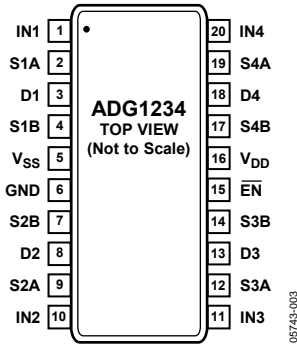 IN1 1 20 IN4
S1A 2 19 S4A
D1 3 18 D4
ADG1234
TOP VIEW
(Not to Scale)
S1B 4 17 S4B
VSS 5 16 VDD
GND 6 15 EN
S2B 7 14 S3B
D2 8 13 D3
S2A 9 12 S3A
IN2 10 11 IN3
05743-003